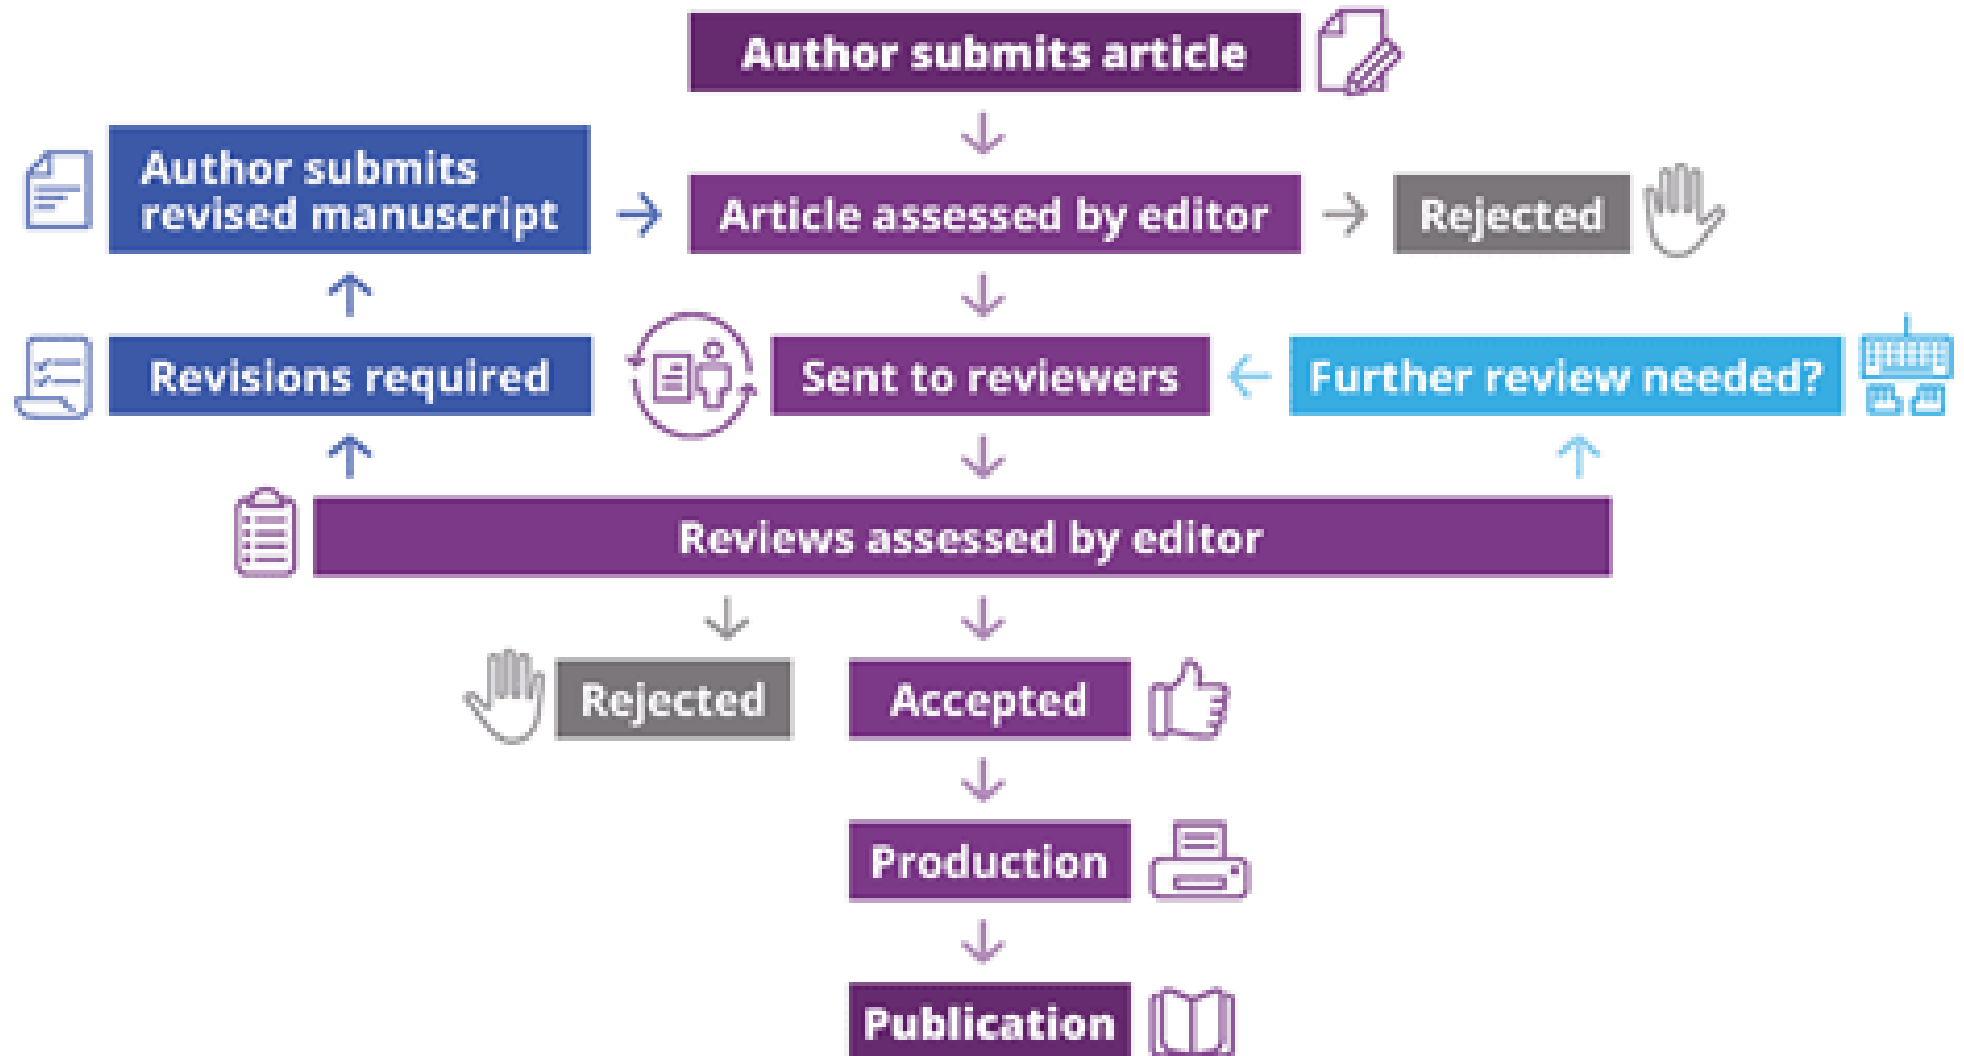 Author submits article
Author submits
revised manuscript
Article assessed by editor
Rejected
Revisions required
Sent to reviewers
Further review needed?
Reviews assessed by editor
Rejected
Accepted
Production
Publication